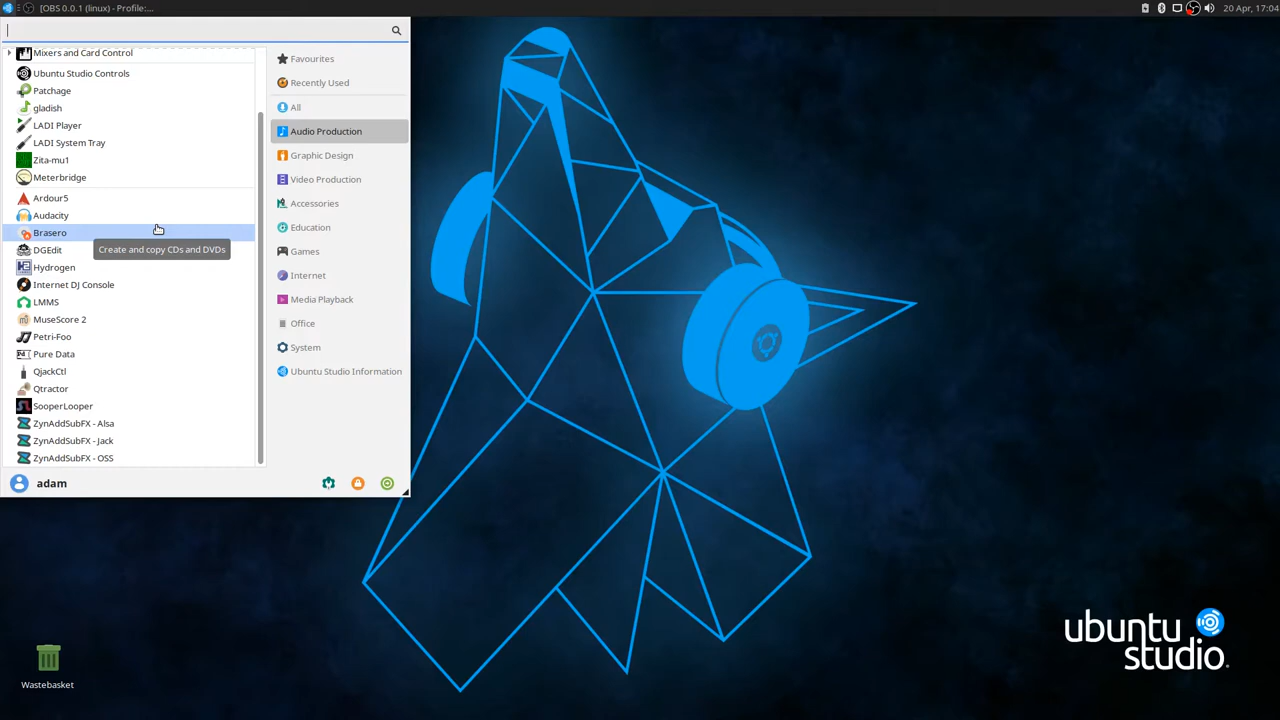 [OBS 0.0.1 (linux) - Profile:...
20 Apr, 17:04
Mixers and Card Control
Ubuntu Studio Controls
Patchage
gladish
LADI Player
LADI System Tray
Zita-mu1
Meterbridge
Ardour5
Audacity
Brasero
Create and copy CDs and DVDs
DGEdit
Hydrogen
Internet DJ Console
LMMS
MuseScore 2
Petri-Foo
Pure Data
QjackCtl
Qtractor
SooperLooper
ZynAddSubFX - Alsa
ZynAddSubFX - Jack
ZynAddSubFX - OSS
Favourites
Recently Used
All
Audio Production
Graphic Design
Video Production
Accessories
Education
Games
Internet
Media Playback
Office
System
Ubuntu Studio Information
adam
Wastebasket
ubuntu
studio